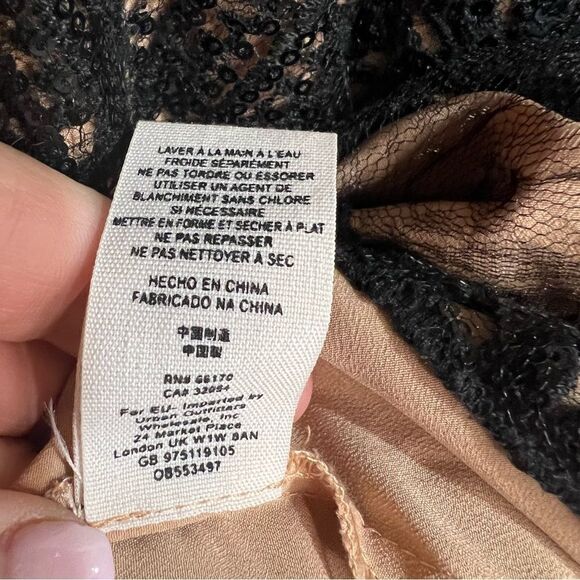 LAVER À LA MAIN À L'EAU
FROIDE SÉPARÉMENT
NE PAS TORDRE OU ESSORER
UTILISER UN AGENT DE
BLANCHIMENT SANS CHLORE
SI NÉCESSAIRE
METTRE EN FORME ET SÉCHER À PLAT
NE PAS REPASSER
NE PAS NETTOYER À SEC
HECHO EN CHINA
FABRICADO NA CHINA
中国制造
中国製
RN# 66170
CA# 32054
For EU- Imported by
Urban Outfitters
Wholesale, Inc
24 Market Place
London UK W1W 8AN
GB 975119105
OB553497